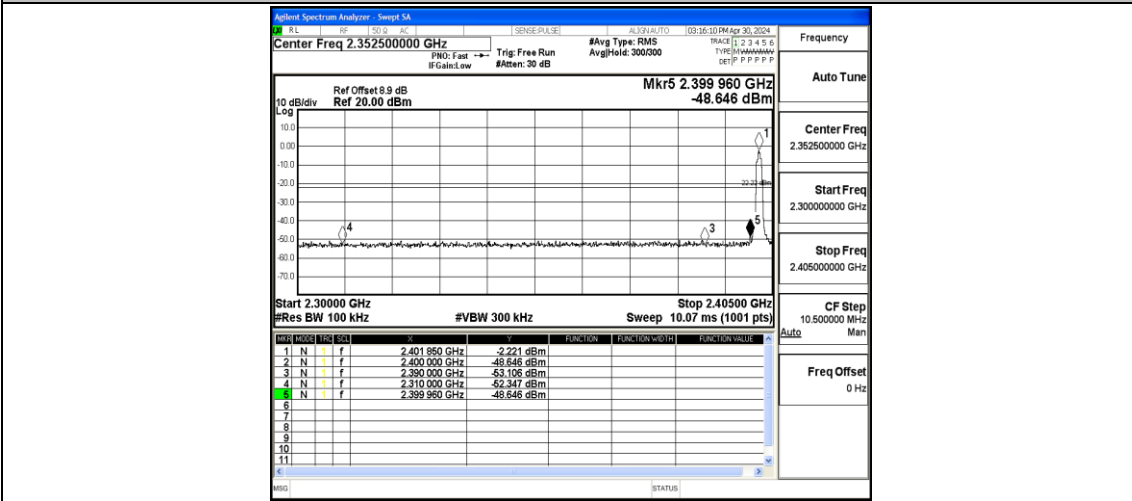 Agilent Spectrum Analyzer - Swept SA
RL RF 50 Ω AC SENSE:PULSE ALIGN AUTO 03:16:10 PM Apr 30, 2024
Center Freq 2.352500000 GHz
PNO: Fast
IFGain:Low
Trig: Free Run
#Atten: 30 dB
#Avg Type: RMS
Avg|Hold: 300/300
TRACE 1 2 3 4 5 6
TYPE M
DET P P P P P P
Frequency
Mkr5 2.399 960 GHz
-48.646 dBm
Ref Offset 8.9 dB
10 dB/div Ref 20.00 dBm
Log
10.0
0.00
-10.0
-20.0
-30.0
-40.0
-50.0
-60.0
-70.0
1
-22.22 dBm
4
3
5
Start 2.30000 GHz Stop 2.40500 GHz
#Res BW 100 kHz #VBW 300 kHz Sweep 10.07 ms (1001 pts)
MKR MODE TRC SCL X Y FUNCTION FUNCTION WIDTH FUNCTION VALUE
1 N 1 f 2.401 850 GHz -2.221 dBm
2 N 1 f 2.400 000 GHz -48.646 dBm
3 N 1 f 2.390 000 GHz -53.106 dBm
4 N 1 f 2.310 000 GHz -52.347 dBm
5 N 1 f 2.399 960 GHz -48.646 dBm
6
7
8
9
10
11
MSG STATUS
Auto Tune
Center Freq
2.352500000 GHz
Start Freq
2.300000000 GHz
Stop Freq
2.405000000 GHz
CF Step
10.500000 MHz
Auto Man
Freq Offset
0 Hz